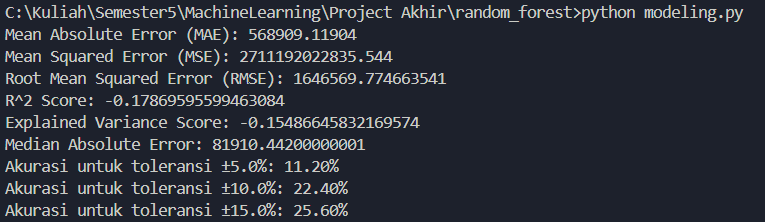 C:\Kuliah\Semester5\MachineLearning\Project Akhir\random_forest>python modeling.py
Mean Absolute Error (MAE): 568909.11904
Mean Squared Error (MSE): 2711192022835.544
Root Mean Squared Error (RMSE): 1646569.774663541
R^2 Score: -0.17869595599463084
Explained Variance Score: -0.15486645832169574
Median Absolute Error: 81910.44200000001
Akurasi untuk toleransi ±5.0%: 11.20%
Akurasi untuk toleransi ±10.0%: 22.40%
Akurasi untuk toleransi ±15.0%: 25.60%